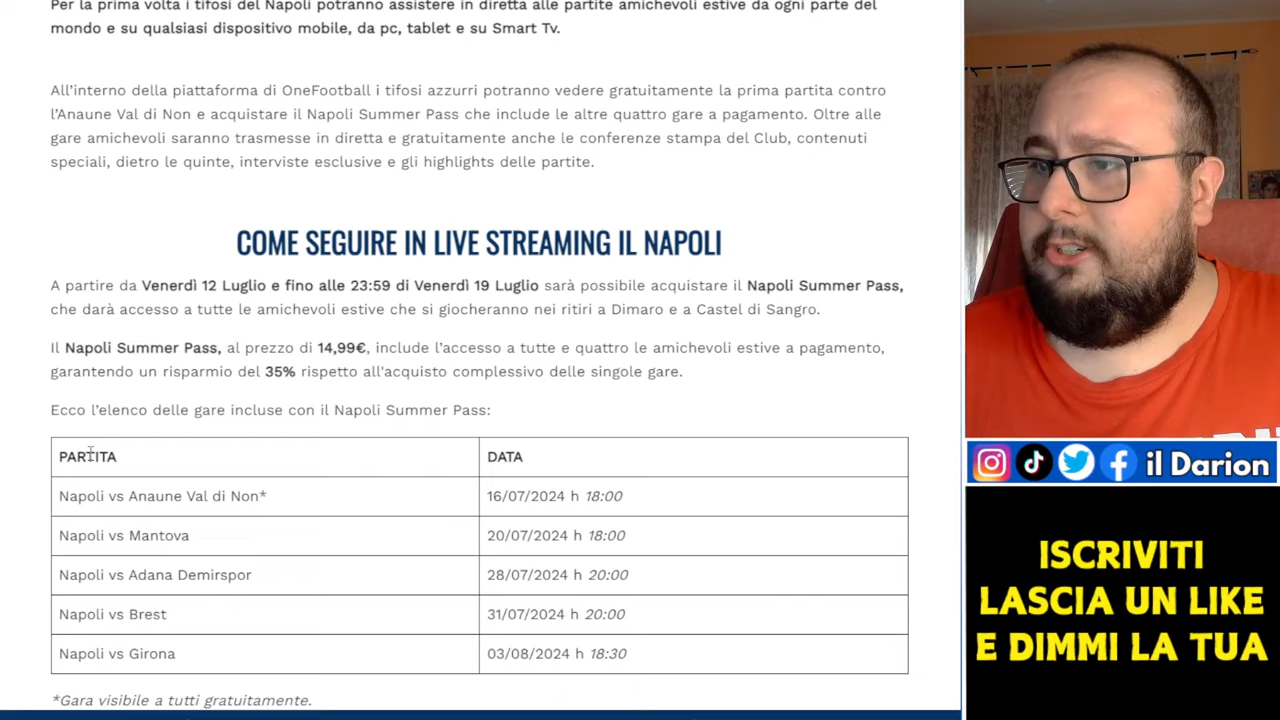 Per la prima volta i tifosi del Napoli potranno assistere in diretta alle partite amichevoli estive da ogni parte del
mondo e su qualsiasi dispositivo mobile, da pc, tablet e su Smart Tv.
All'interno della piattaforma di OneFootball i tifosi azzurri potranno vedere gratuitamente la prima partita contro
l'Anaune Val di Non e acquistare il Napoli Summer Pass che include le altre quattro gare a pagamento. Oltre alle
gare amichevoli saranno trasmesse in diretta e gratuitamente anche le conferenze stampa del Club, contenuti
speciali, dietro le quinte, interviste esclusive e gli highlights delle partite.
COME SEGUIRE IN LIVE STREAMING IL NAPOLI
A partire da Venerdì 12 Luglio e fino alle 23:59 di Venerdì 19 Luglio sarà possibile acquistare il Napoli Summer Pass,
che darà accesso a tutte le amichevoli estive che si giocheranno nei ritiri a Dimaro e a Castel di Sangro.
Il Napoli Summer Pass, al prezzo di 14,99€, include l'accesso a tutte e quattro le amichevoli estive a pagamento,
garantendo un risparmio del 35% rispetto all'acquisto complessivo delle singole gare.
Ecco l'elenco delle gare incluse con il Napoli Summer Pass:
PARTITA DATA
Napoli vs Anaune Val di Non* 16/07/2024 h 18:00
Napoli vs Mantova 20/07/2024 h 18:00
Napoli vs Adana Demirspor 28/07/2024 h 20:00
Napoli vs Brest 31/07/2024 h 20:00
Napoli vs Girona 03/08/2024 h 18:30
*Gara visibile a tutti gratuitamente.
il Darion
ISCRIVITI
LASCIA UN LIKE
E DIMMI LA TUA